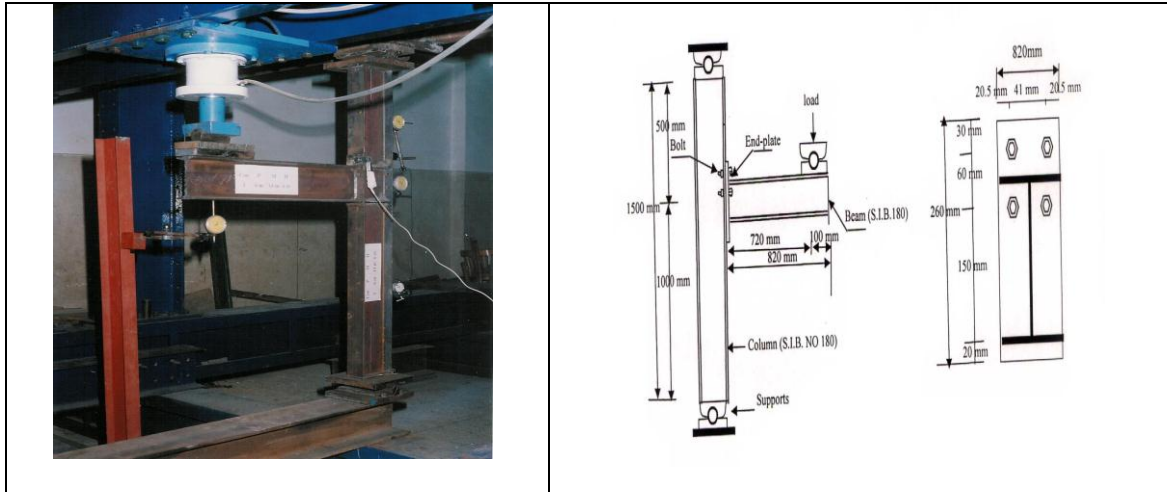 load
500 mm
Bolt
End-plate
1500 mm
Beam (S.I.B.180)
720 mm
100 mm
820 mm
1000 mm
Column (S.I.B. NO 180)
Supports
820mm
20.5 mm 41 mm 20.5 mm
30 mm
60 mm
260 mm
150 mm
20 mm